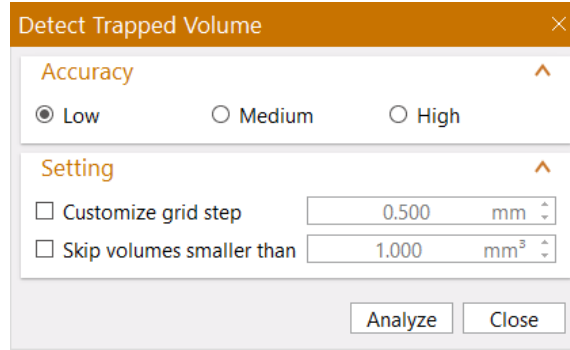 Detect Trapped Volume
Accuracy
Low Medium High
Setting
Customize grid step 0.500 mm
Skip volumes smaller than 1.000 mm³
Analyze Close